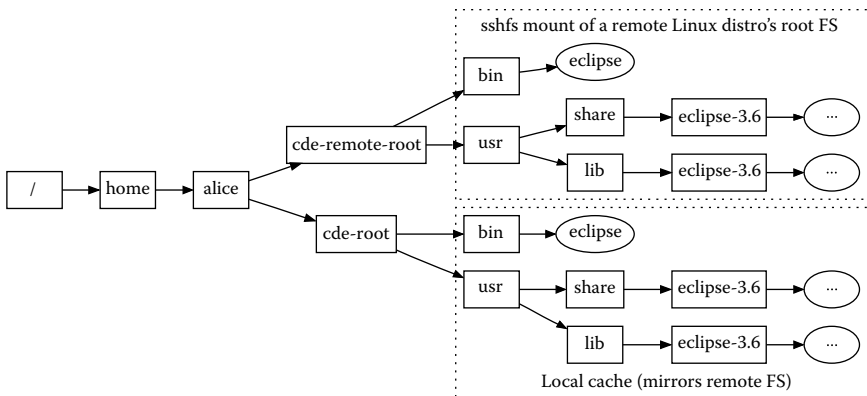 sshfs mount of a remote Linux distro's root FS
bin
eclipse
share
eclipse-3.6
...
cde-remote-root
usr
lib
eclipse-3.6
...
/
home
alice
cde-root
bin
eclipse
usr
share
eclipse-3.6
...
lib
eclipse-3.6
...
Local cache (mirrors remote FS)